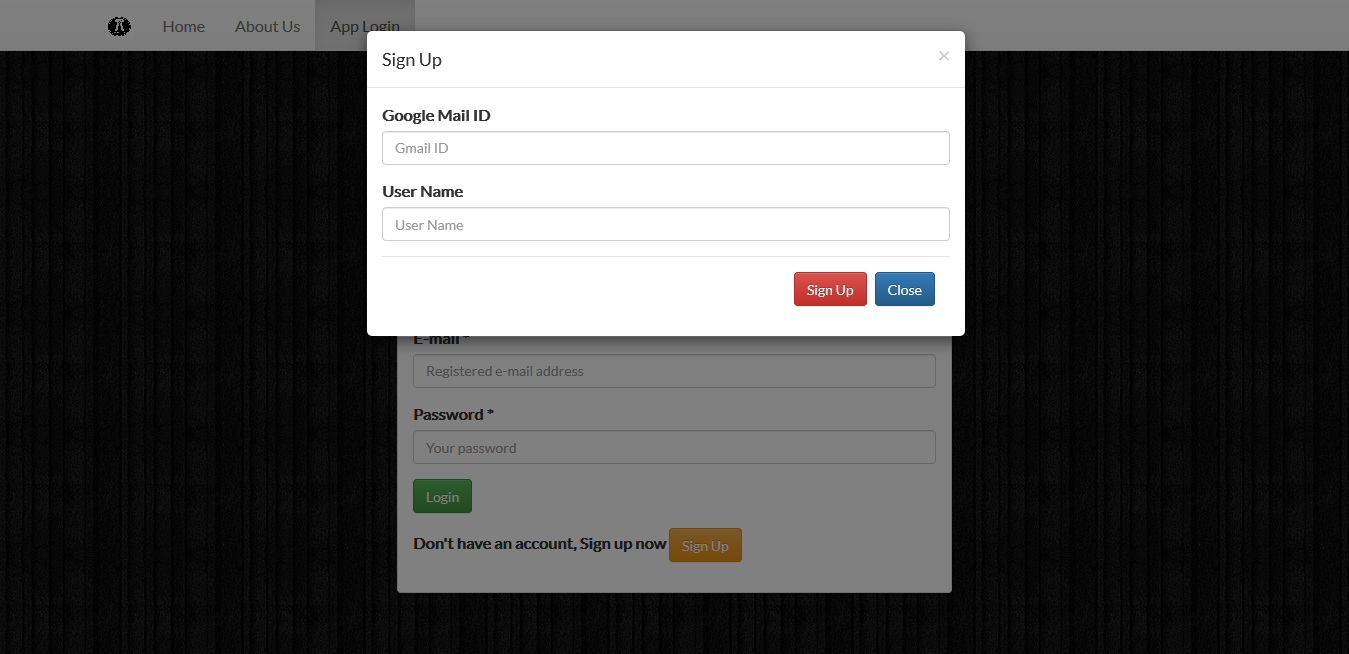 Home About Us App Login
Sign Up ×
Google Mail ID
Gmail ID
User Name
User Name
Sign Up Close
E-mail *
Registered e-mail address
Password *
Your password
Login
Don't have an account, Sign up now Sign Up